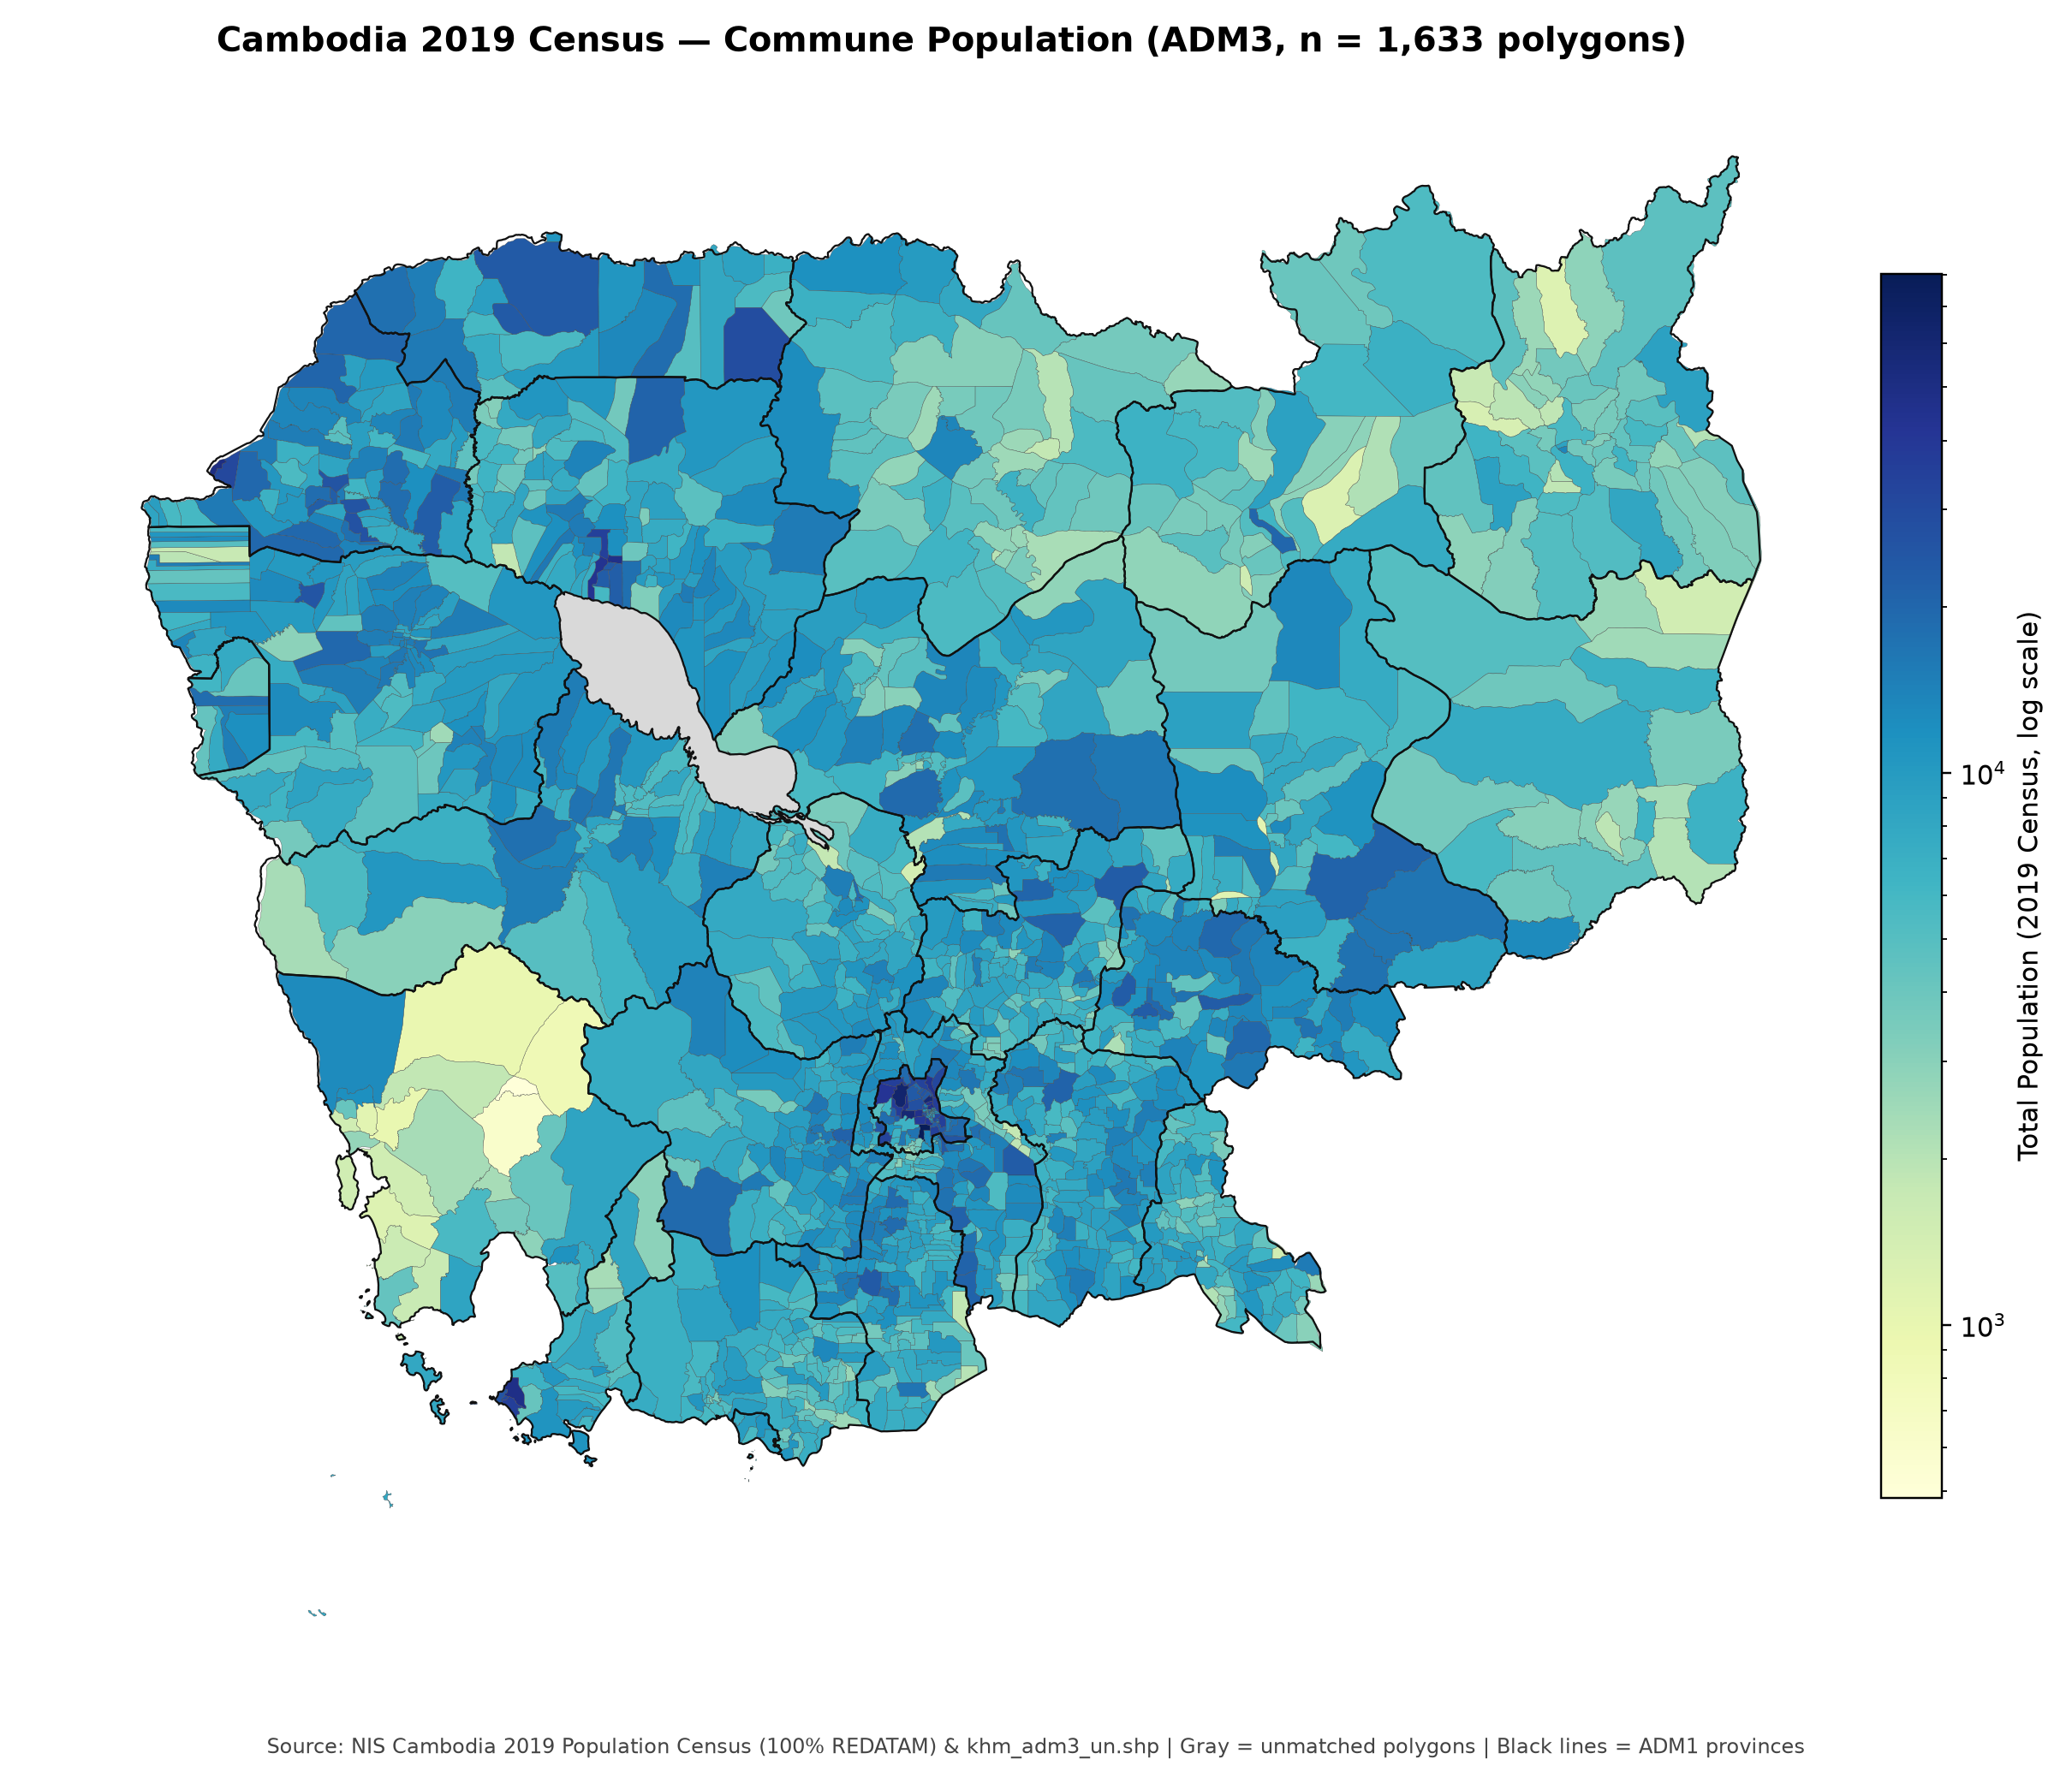 Cambodia 2019 Census — Commune Population (ADM3, n = 1,633 polygons)
10⁴
10³
Total Population (2019 Census, log scale)
Source: NIS Cambodia 2019 Population Census (100% REDATAM) & khm_adm3_un.shp | Gray = unmatched polygons | Black lines = ADM1 provinces